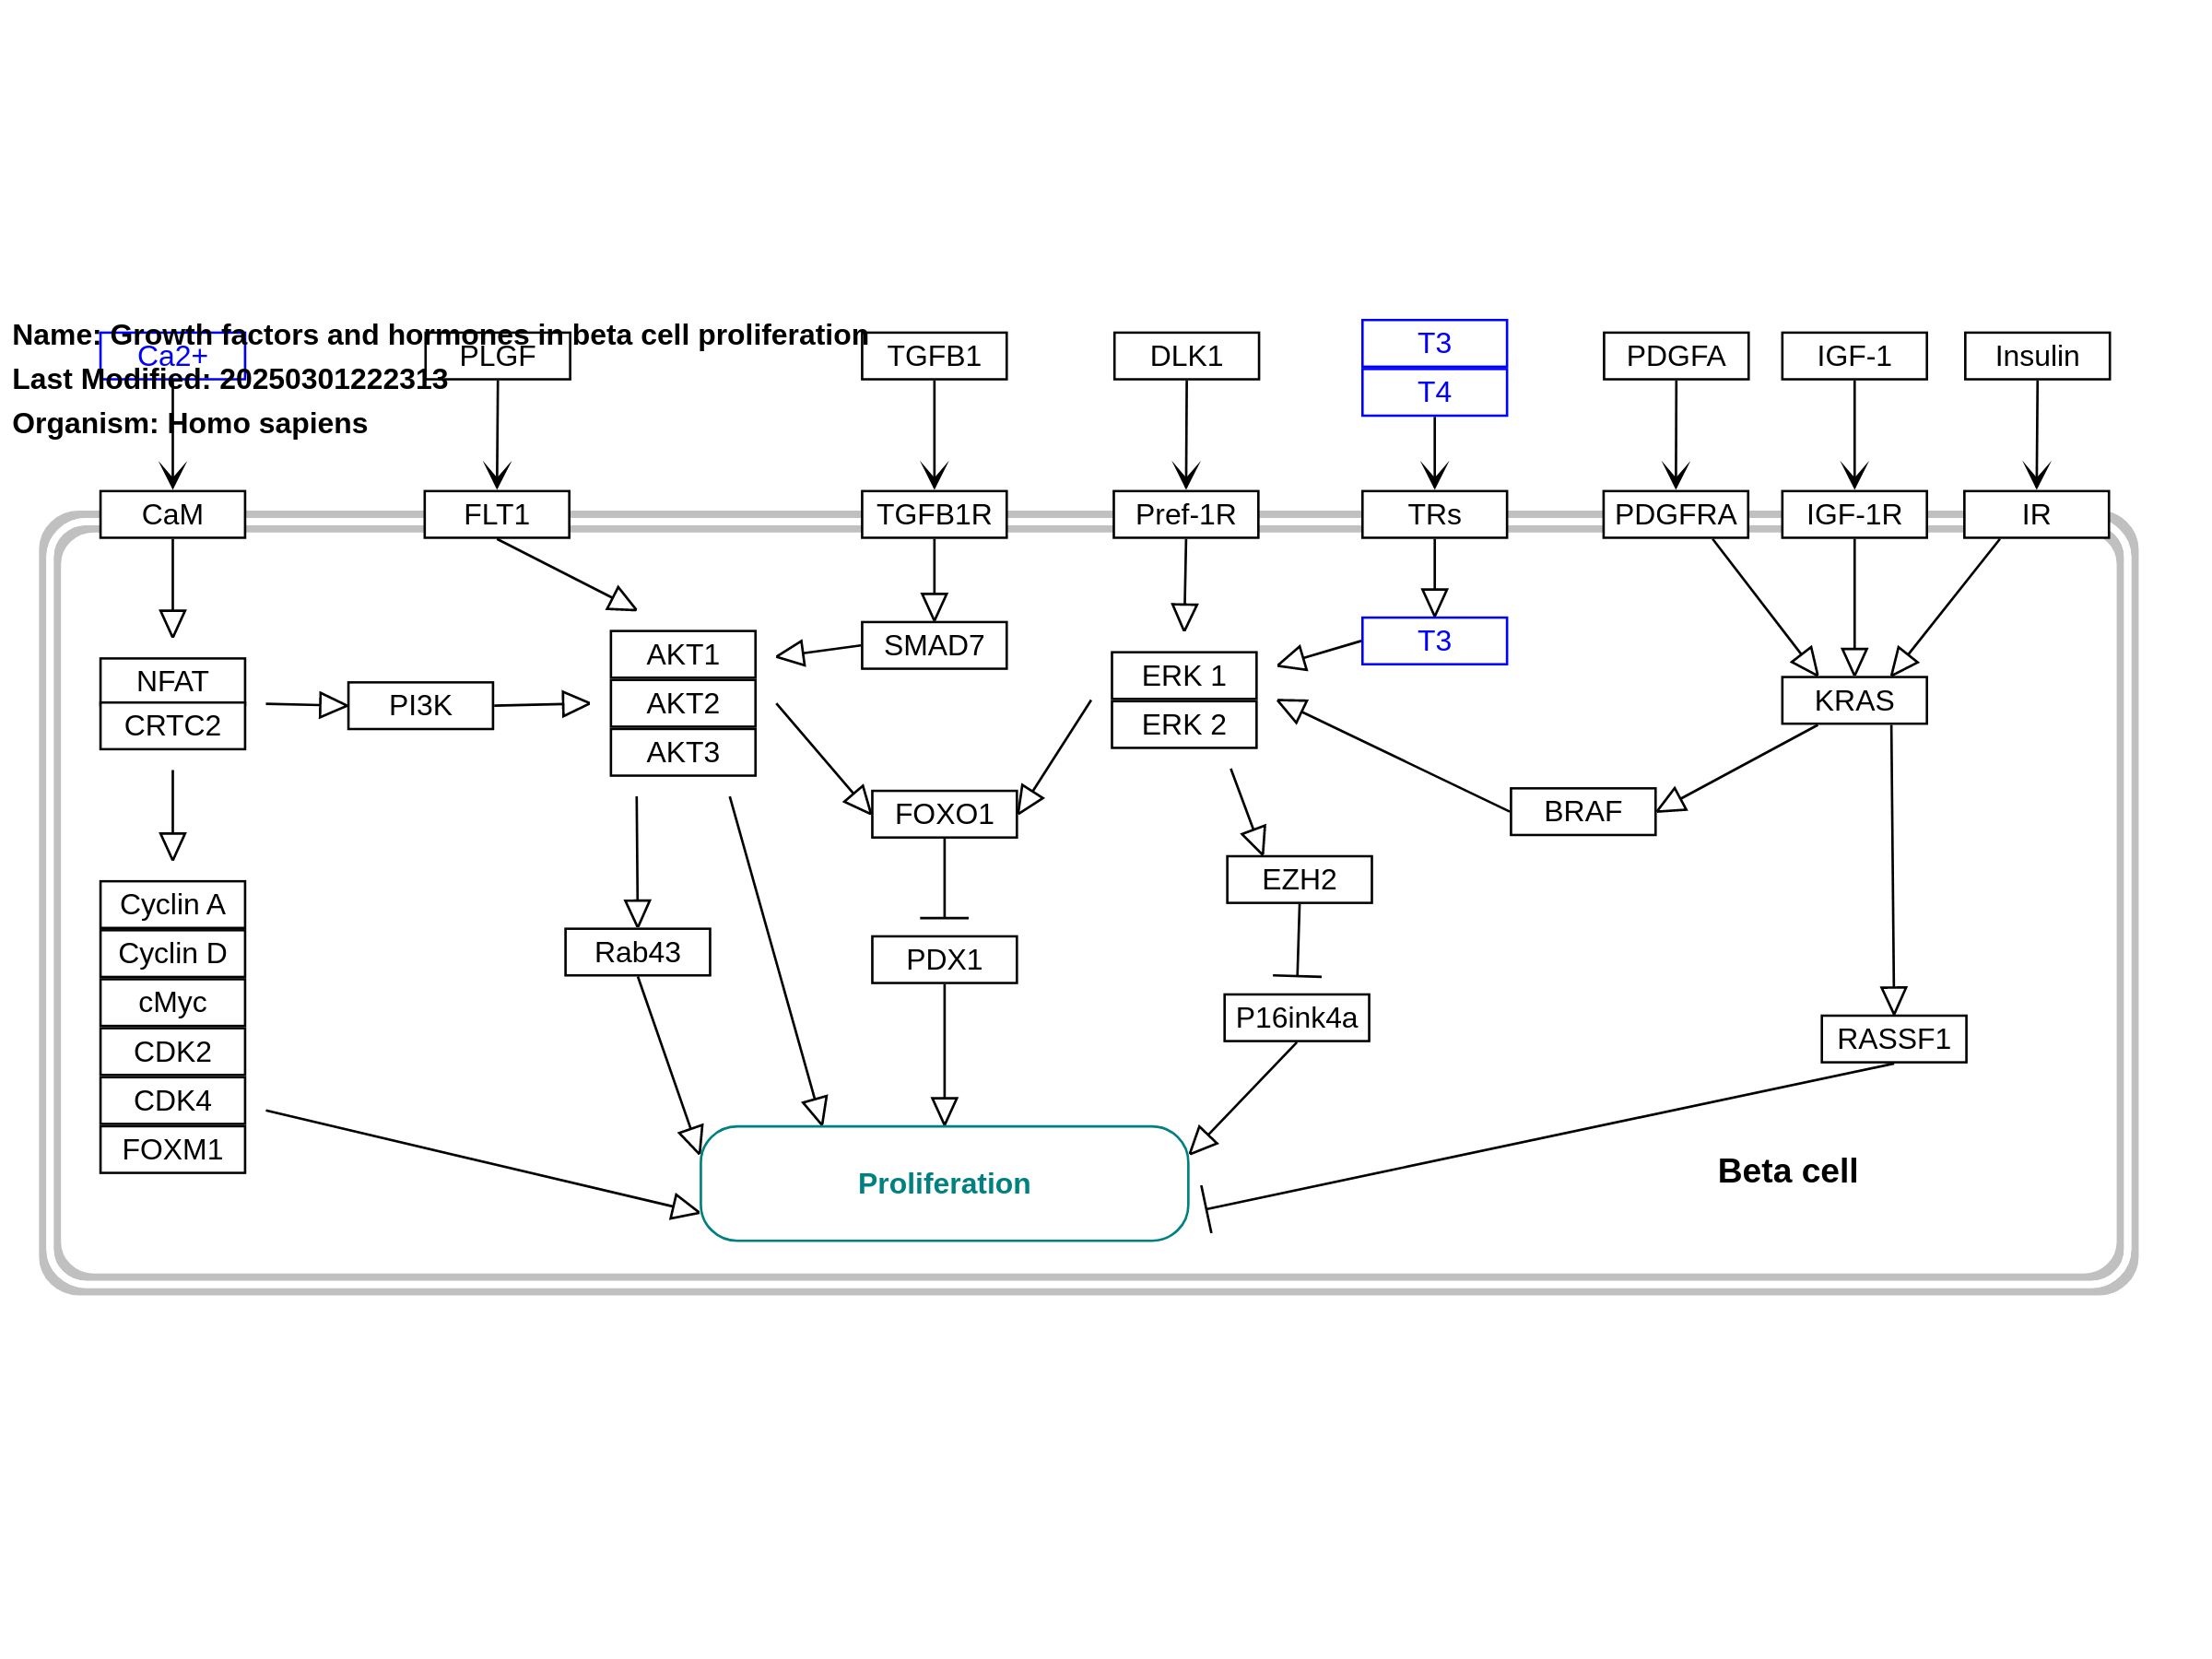 Name: Growth factors and hormones in beta cell proliferation
Last Modified: 20250301222313
Organism: Homo sapiens
Ca2+
PLGF
TGFB1
DLK1
T3
T4
PDGFA
IGF-1
Insulin
CaM
FLT1
TGFB1R
Pref-1R
TRs
PDGFRA
IGF-1R
IR
NFAT
CRTC2
PI3K
AKT1
AKT2
AKT3
SMAD7
ERK 1
ERK 2
T3
KRAS
FOXO1
BRAF
EZH2
Cyclin A
Cyclin D
cMyc
CDK2
CDK4
FOXM1
Rab43
PDX1
P16ink4a
RASSF1
Proliferation
Beta cell